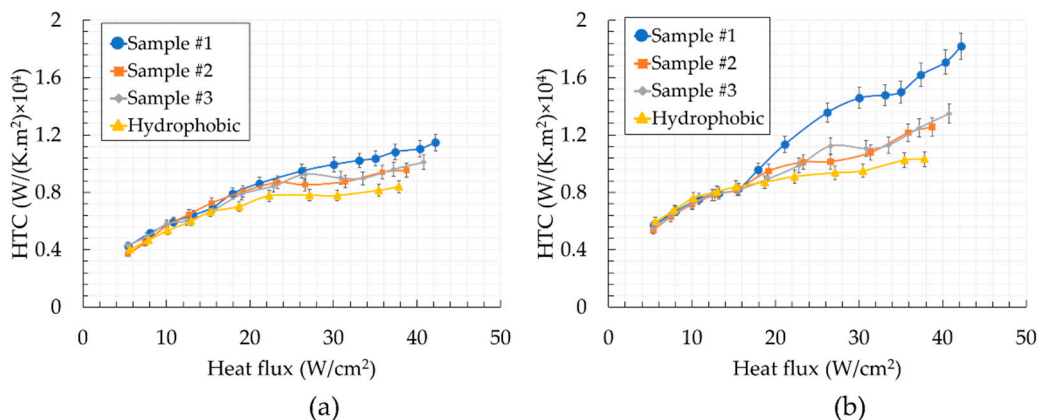 2
1.6
1.2
0.8
0.4
0
HTC (W/(K.m²)×10⁴)
Sample #1
Sample #2
Sample #3
Hydrophobic
0 10 20 30 40 50
Heat flux (W/cm²)
(a)
2
1.6
1.2
0.8
0.4
0
HTC (W/(K.m²)×10⁴)
Sample #1
Sample #2
Sample #3
Hydrophobic
0 10 20 30 40 50
Heat flux (W/cm²)
(b)